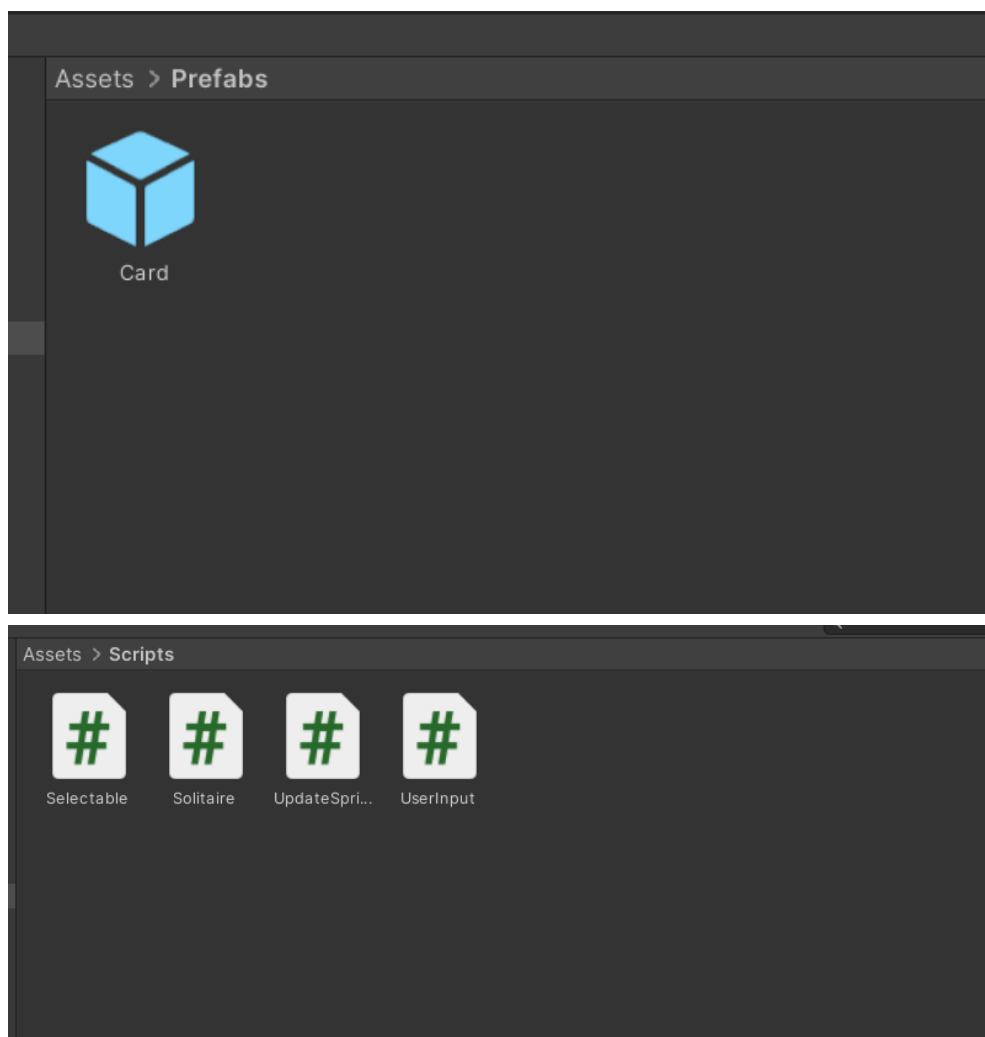 Assets > Prefabs
Card
Assets > Scripts
Selectable Solitaire UpdateSpri... UserInput